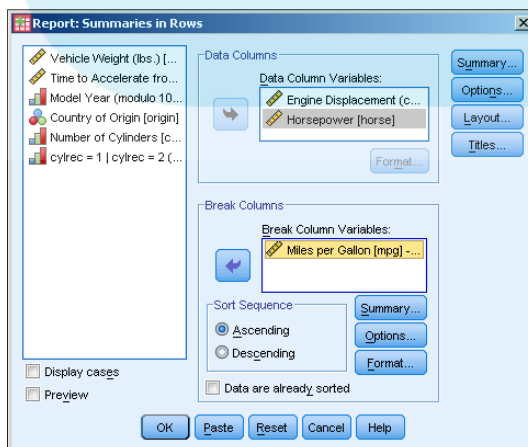 Report: Summaries in Rows
Vehicle Weight (lbs.) [...
Time to Accelerate fro...
Model Year (modulo 10...
Country of Origin [origin]
Number of Cylinders [c...
cylrec = 1 | cylrec = 2 (...
Display cases
Preview
Data Columns
Data Column Variables:
Engine Displacement (c...
Horsepower [horse]
Format...
Break Columns
Break Column Variables:
Miles per Gallon [mpg] -...
Sort Sequence
Ascending
Descending
Summary...
Options...
Format...
Data are already sorted
Summary...
Options...
Layout...
Titles...
OK Paste Reset Cancel Help